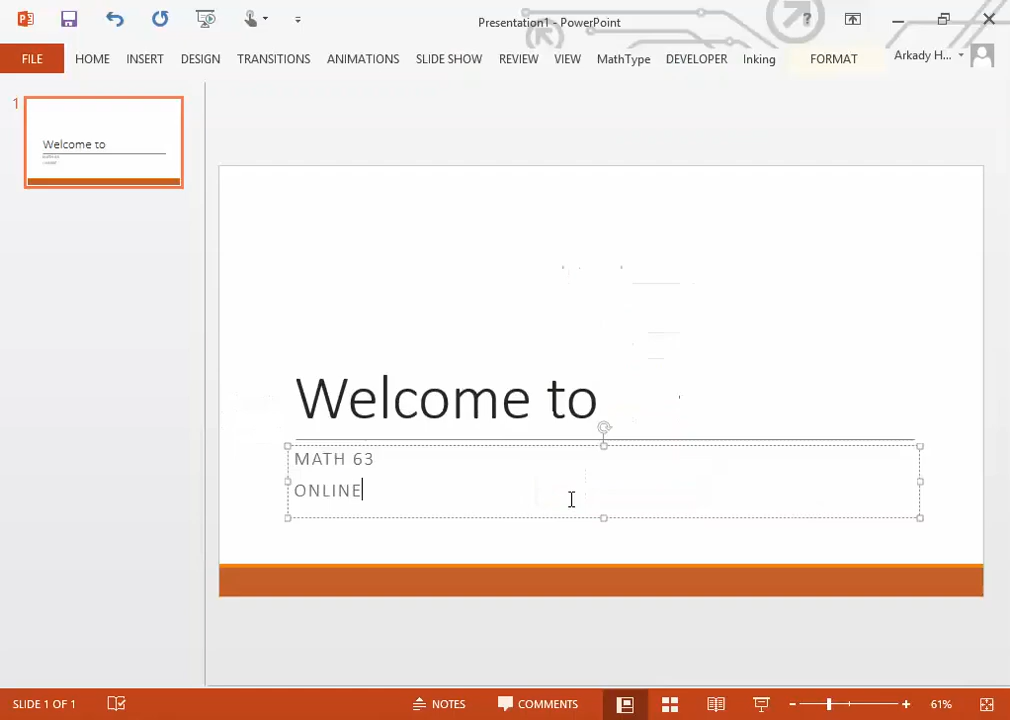 Presentation1 - PowerPoint
?
FILE HOME INSERT DESIGN TRANSITIONS ANIMATIONS SLIDE SHOW REVIEW VIEW MathType DEVELOPER Inking FORMAT Arkady H...
1
Welcome to
Welcome to
MATH 63
ONLINE
SLIDE 1 OF 1 NOTES COMMENTS 61%